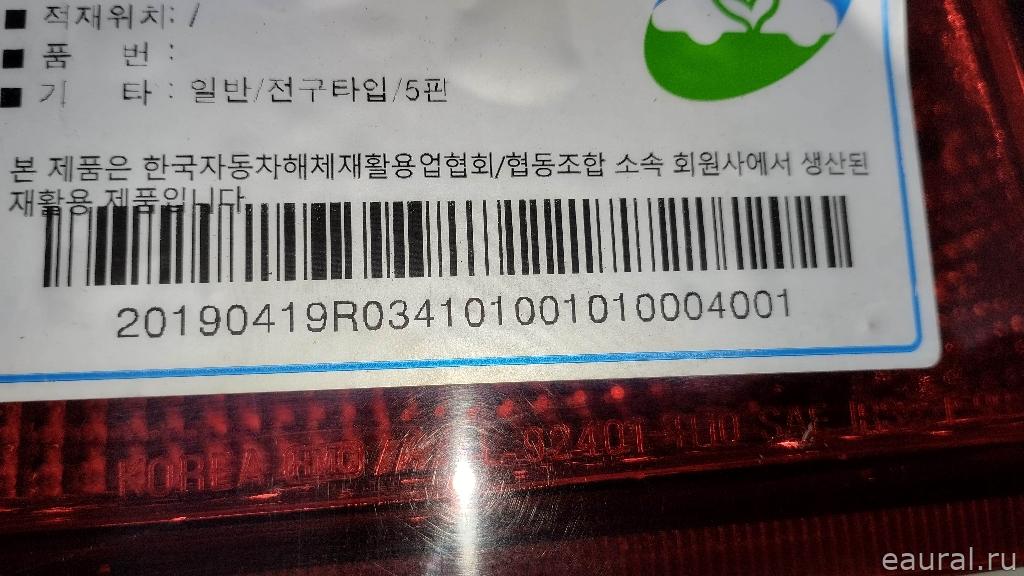 ■ 적재위치: /
■ 품 번 :
■ 기 타 : 일반/전구타입/5핀
본 제품은 한국자동차해체재활용업협회/협동조합 소속 회원사에서 생산된
재활용 제품입니다.
20190419R034101001010004001
KOREA 92401 SAE
eaural.ru